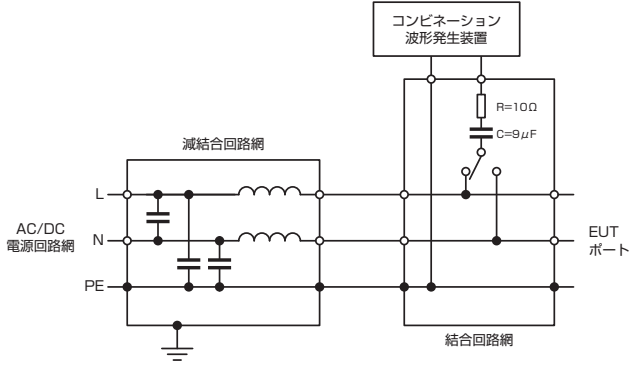 コンビネーション
波形発生装置
R=10Ω
C=9μF
減結合回路網
L
AC/DC
電源回路網
N
EUT
ポート
PE
結合回路網